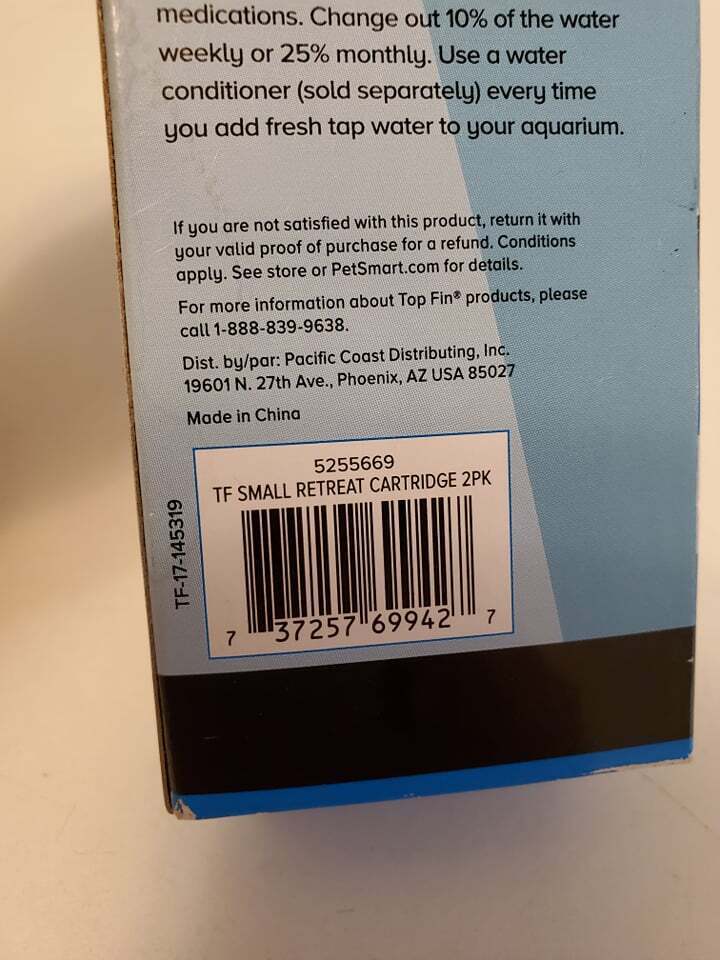 medications. Change out 10% of the water
weekly or 25% monthly. Use a water
conditioner (sold separately) every time
you add fresh tap water to your aquarium.
If you are not satisfied with this product, return it with
your valid proof of purchase for a refund. Conditions
apply. See store or PetSmart.com for details.
For more information about Top Fin® products, please
call 1-888-839-9638.
Dist. by/par: Pacific Coast Distributing, Inc.
19601 N. 27th Ave., Phoenix, AZ USA 85027
Made in China
TF-17-145319
5255669
TF SMALL RETREAT CARTRIDGE 2PK
7 37257 69942 7